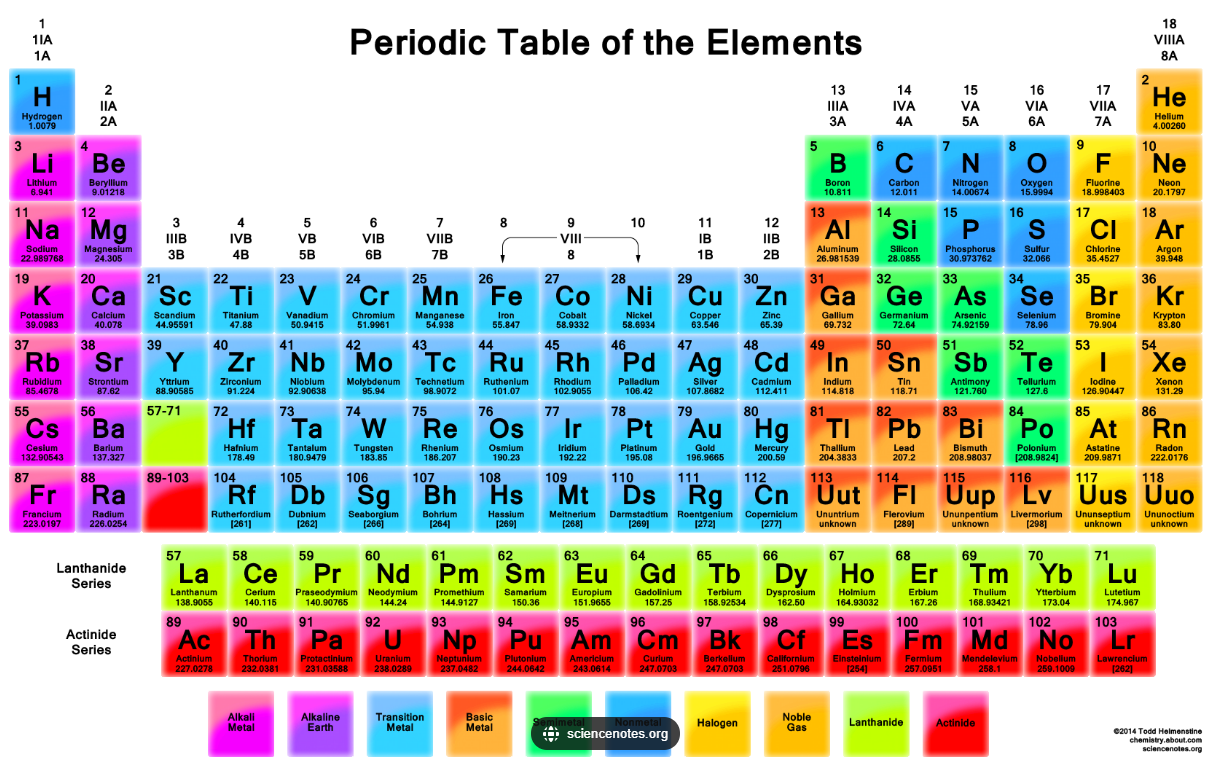 Periodic Table of the Elements
1
1IA
1A
18
VIIIA
8A
2
IIA
2A
13
IIIA
3A
14
IVA
4A
15
VA
5A
16
VIA
6A
17
VIIA
7A
1
H
Hydrogen
1.0079
2
He
Helium
4.00260
3
Li
Lithium
6.941
4
Be
Beryllium
9.01218
5
B
Boron
10.811
6
C
Carbon
12.011
7
N
Nitrogen
14.00674
8
O
Oxygen
15.9994
9
F
Fluorine
18.998403
10
Ne
Neon
20.1797
11
Na
Sodium
22.989768
12
Mg
Magnesium
24.305
3
IIIB
3B
4
IVB
4B
5
VB
5B
6
VIB
6B
7
VIIB
7B
8
9
10
VIII
8
11
IB
1B
12
IIB
2B
13
Al
Aluminum
26.981539
14
Si
Silicon
28.0855
15
P
Phosphorus
30.973762
16
S
Sulfur
32.066
17
Cl
Chlorine
35.4527
18
Ar
Argon
39.948
19
K
Potassium
39.0983
20
Ca
Calcium
40.078
21
Sc
Scandium
44.95591
22
Ti
Titanium
47.88
23
V
Vanadium
50.9415
24
Cr
Chromium
51.9961
25
Mn
Manganese
54.938
26
Fe
Iron
55.847
27
Co
Cobalt
58.9332
28
Ni
Nickel
58.6934
29
Cu
Copper
63.546
30
Zn
Zinc
65.39
31
Ga
Gallium
69.732
32
Ge
Germanium
72.64
33
As
Arsenic
74.92159
34
Se
Selenium
78.96
35
Br
Bromine
79.904
36
Kr
Krypton
83.80
37
Rb
Rubidium
85.4678
38
Sr
Strontium
87.62
39
Y
Yttrium
88.90585
40
Zr
Zirconium
91.224
41
Nb
Niobium
92.90638
42
Mo
Molybdenum
95.94
43
Tc
Technetium
98.9072
44
Ru
Ruthenium
101.07
45
Rh
Rhodium
102.9055
46
Pd
Palladium
106.42
47
Ag
Silver
107.8682
48
Cd
Cadmium
112.411
49
In
Indium
114.818
50
Sn
Tin
118.71
51
Sb
Antimony
121.760
52
Te
Tellurium
127.6
53
I
Iodine
126.90447
54
Xe
Xenon
131.29
55
Cs
Cesium
132.90543
56
Ba
Barium
137.327
57-71
72
Hf
Hafnium
178.49
73
Ta
Tantalum
180.9479
74
W
Tungsten
183.85
75
Re
Rhenium
186.207
76
Os
Osmium
190.23
77
Ir
Iridium
192.22
78
Pt
Platinum
195.08
79
Au
Gold
196.9665
80
Hg
Mercury
200.59
81
Tl
Thallium
204.3833
82
Pb
Lead
207.2
83
Bi
Bismuth
208.98037
84
Po
Polonium
[208.9824]
85
At
Astatine
209.9871
86
Rn
Radon
222.0176
87
Fr
Francium
223.0197
88
Ra
Radium
226.0254
89-103
104
Rf
Rutherfordium
[261]
105
Db
Dubnium
[262]
106
Sg
Seaborgium
[266]
107
Bh
Bohrium
[264]
108
Hs
Hassium
[269]
109
Mt
Meitnerium
[268]
110
Ds
Darmstadtium
[269]
111
Rg
Roentgenium
[272]
112
Cn
Copernicium
[277]
113
Uut
Ununtrium
unknown
114
Fl
Flerovium
[289]
115
Uup
Ununpentium
unknown
116
Lv
Livermorium
[298]
117
Uus
Ununseptium
unknown
118
Uuo
Ununoctium
unknown
Lanthanide
Series
57
La
Lanthanum
138.9055
58
Ce
Cerium
140.115
59
Pr
Praseodymium
140.90765
60
Nd
Neodymium
144.24
61
Pm
Promethium
144.9127
62
Sm
Samarium
150.36
63
Eu
Europium
151.9655
64
Gd
Gadolinium
157.25
65
Tb
Terbium
158.92534
66
Dy
Dysprosium
162.50
67
Ho
Holmium
164.93032
68
Er
Erbium
167.26
69
Tm
Thulium
168.93421
70
Yb
Ytterbium
173.04
71
Lu
Lutetium
174.967
Actinide
Series
89
Ac
Actinium
227.0278
90
Th
Thorium
232.0381
91
Pa
Protactinium
231.03588
92
U
Uranium
238.0289
93
Np
Neptunium
237.0482
94
Pu
Plutonium
244.0642
95
Am
Americium
243.0614
96
Cm
Curium
247.0703
97
Bk
Berkelium
247.0703
98
Cf
Californium
251.0796
99
Es
Einsteinium
[254]
100
Fm
Fermium
257.0951
101
Md
Mendelevium
258.1
102
No
Nobelium
259.1009
103
Lr
Lawrencium
[262]
Alkali
Metal
Alkaline
Earth
Transition
Metal
Basic
Metal
Semimetal
Nonmetal
Halogen
Noble
Gas
Lanthanide
Actinide
sciencenotes.org
©2014 Todd Helmenstine
chemistry.about.com
sciencenotes.org